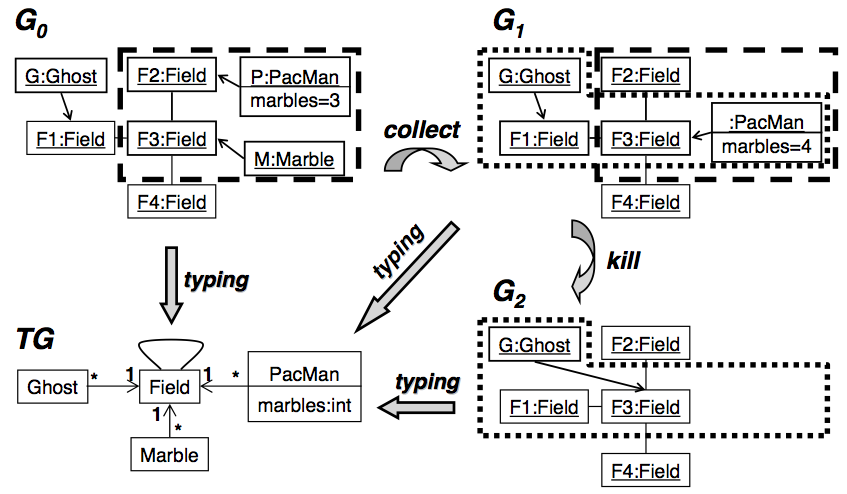 G0
G:Ghost
F2:Field
P:PacMan
marbles=3
F1:Field
F3:Field
M:Marble
F4:Field
collect
G1
G:Ghost
F2:Field
F1:Field
F3:Field
:PacMan
marbles=4
F4:Field
typing
typing
kill
TG
Ghost
*
1
Field
1
*
PacMan
marbles:int
1
*
Marble
typing
G2
G:Ghost
F2:Field
F1:Field
F3:Field
F4:Field